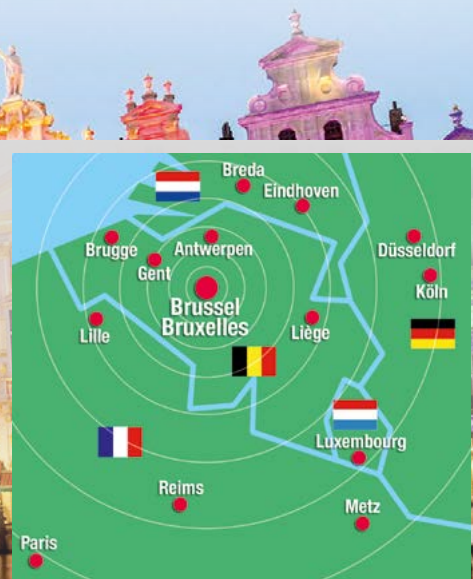 Breda
Eindhoven
Brugge
Antwerpen
Düsseldorf
Gent
Köln
Brussel
Bruxelles
Lille
Liège
Luxembourg
Reims
Metz
Paris